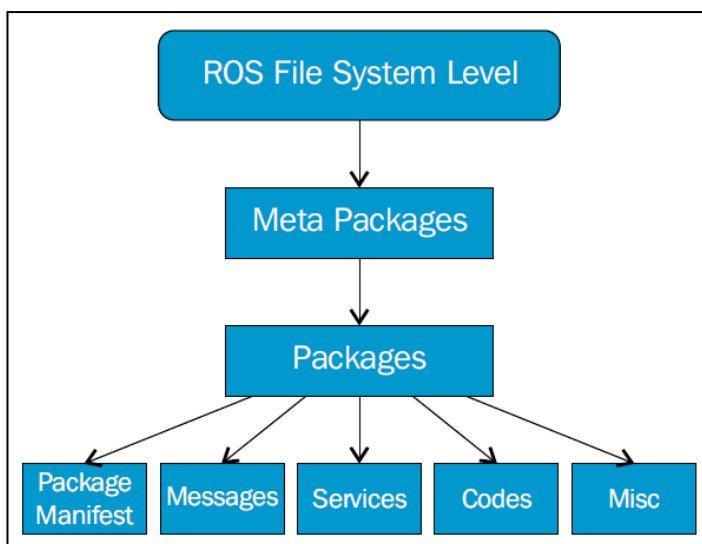 ROS File System Level
Meta Packages
Packages
Package
Manifest
Messages
Services
Codes
Misc